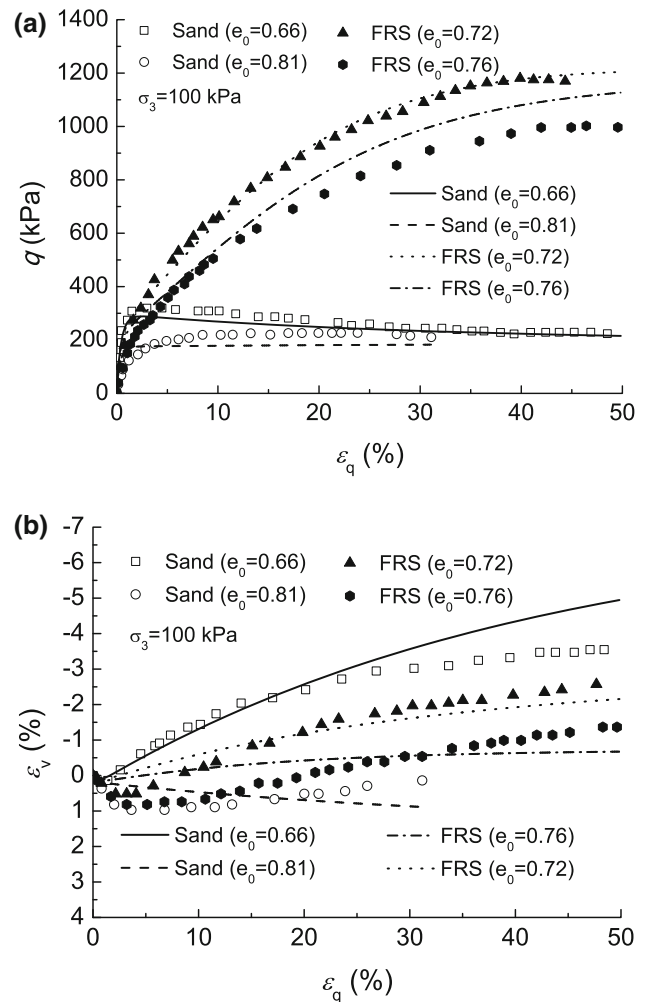 (a)
Sand (e₀=0.66)
FRS (e₀=0.72)
Sand (e₀=0.81)
FRS (e₀=0.76)
σ₃=100 kPa
1400
1200
1000
800
600
400
200
0
q (kPa)
Sand (e₀=0.66)
Sand (e₀=0.81)
FRS (e₀=0.72)
FRS (e₀=0.76)
0 10 20 30 40 50
ε_q (%)
(b)
-7
-6
-5
-4
-3
-2
-1
0
1
2
3
4
ε_v (%)
Sand (e₀=0.66)
FRS (e₀=0.72)
Sand (e₀=0.81)
FRS (e₀=0.76)
σ₃=100 kPa
Sand (e₀=0.66)
FRS (e₀=0.76)
Sand (e₀=0.81)
FRS (e₀=0.72)
0 10 20 30 40 50
ε_q (%)